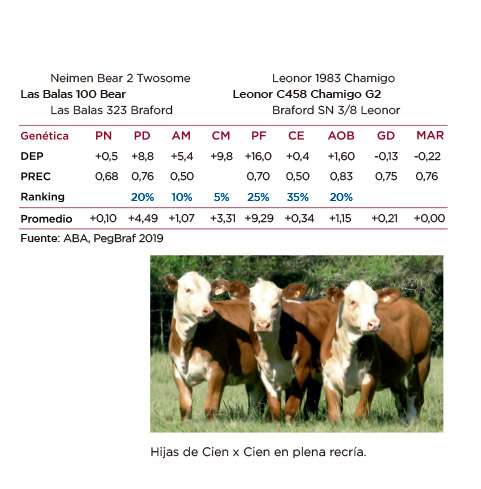 Neimen Bear 2 Twosome Leonor 1983 Chamigo
Las Balas 100 Bear Leonor C458 Chamigo G2
Las Balas 323 Braford Braford SN 3/8 Leonor
Genética PN PD AM CM PF CE AOB GD MAR
DEP +0,5 +8,8 +5,4 +9,8 +16,0 +0,4 +1,60 -0,13 -0,22
PREC 0,68 0,76 0,50 0,70 0,50 0,83 0,75 0,76
Ranking 20% 10% 5% 25% 35% 20%
Promedio +0,10 +4,49 +1,07 +3,31 +9,29 +0,34 +1,15 +0,21 +0,00
Fuente: ABA, PegBraf 2019
Hijas de Cien x Cien en plena recría.